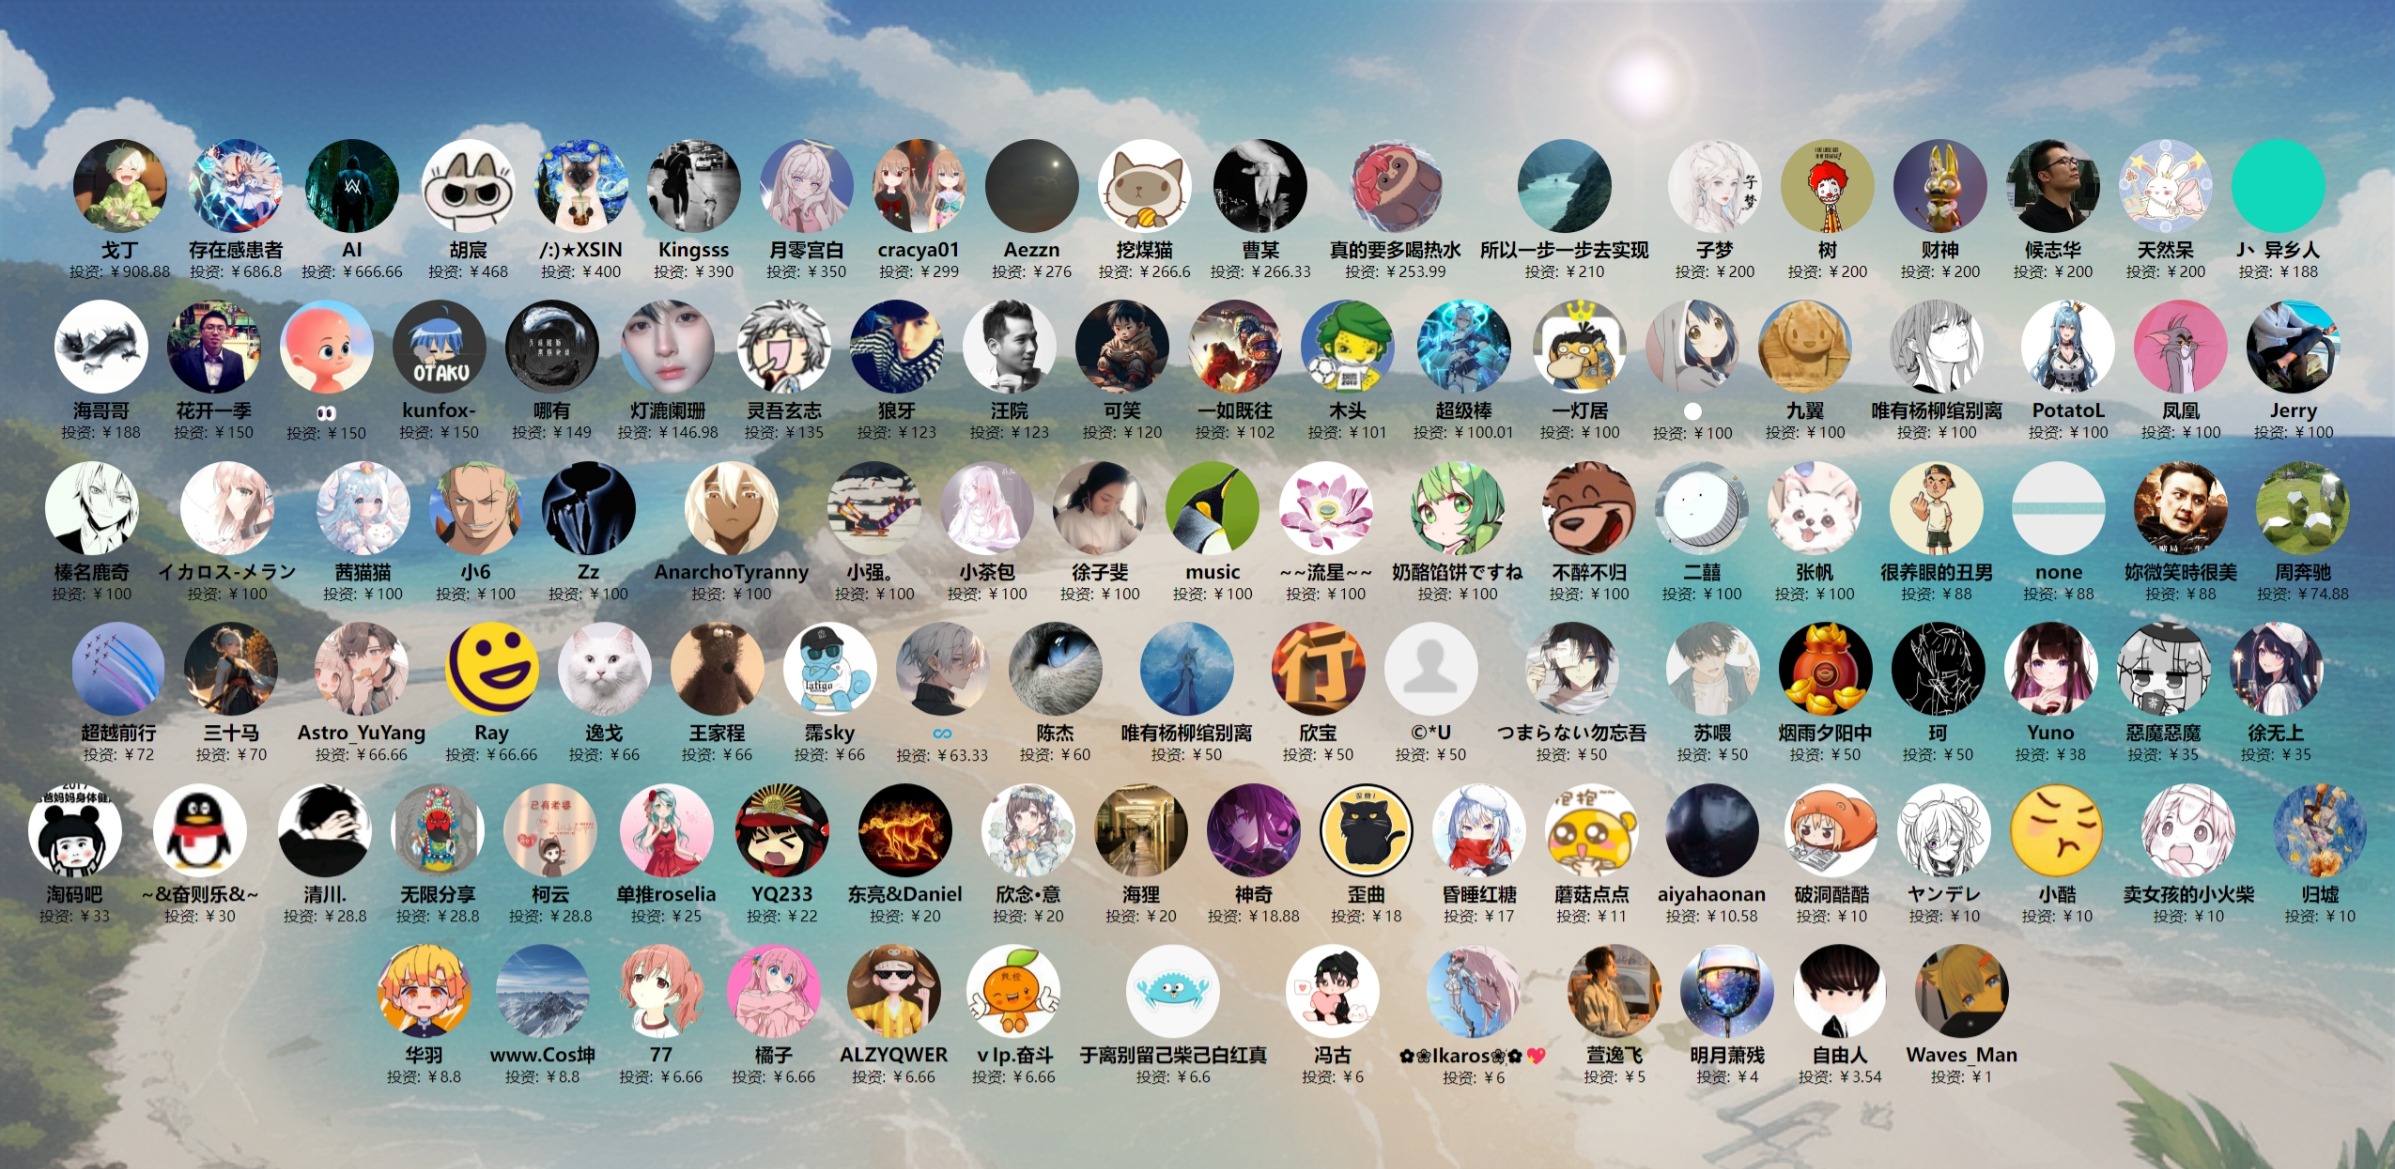 戈丁 存在感患者 AI 胡宸 /:)★XSIN Kingsss 月零宫白 cracya01 Aezzn 挖煤猫 曹某 真的要多喝热水 所以一步一步去实现 子梦 树 财神 候志华 天然呆 J、异乡人
投资: ￥908.88 投资: ￥686.8 投资: ￥666.66 投资: ￥468 投资: ￥400 投资: ￥390 投资: ￥350 投资: ￥299 投资: ￥276 投资: ￥266.6 投资: ￥266.33 投资: ￥253.99 投资: ￥210 投资: ￥200 投资: ￥200 投资: ￥200 投资: ￥200 投资: ￥200 投资: ￥188
OTAKU
海哥哥 花开一季 👀 kunfox- 哪有 灯漉阑珊 灵吾玄志 狼牙 汪院 可笑 一如既往 木头 超级棒 一灯居 九翼 唯有杨柳绾别离 PotatoL 凤凰 Jerry
投资: ￥188 投资: ￥150 投资: ￥150 投资: ￥150 投资: ￥149 投资: ￥146.98 投资: ￥135 投资: ￥123 投资: ￥123 投资: ￥120 投资: ￥102 投资: ￥101 投资: ￥100.01 投资: ￥100 投资: ￥100 投资: ￥100 投资: ￥100 投资: ￥100 投资: ￥100 投资: ￥100
榛名鹿奇 イカロス-メラン 茜猫猫 小6 Zz AnarchoTyranny 小强。 小茶包 徐子斐 music ~~流星~~ 奶酪馅饼ですね 不醉不归 二囍 张帆 很养眼的丑男 none 妳微笑時很美 周奔驰
投资: ￥100 投资: ￥100 投资: ￥100 投资: ￥100 投资: ￥100 投资: ￥100 投资: ￥100 投资: ￥100 投资: ￥100 投资: ￥100 投资: ￥100 投资: ￥100 投资: ￥100 投资: ￥100 投资: ￥100 投资: ￥88 投资: ￥88 投资: ￥88 投资: ￥74.88
行
超越前行 三十马 Astro_YuYang Ray 逸戈 王家程 霈sky ∞ 陈杰 唯有杨柳绾别离 欣宝 ©*U つまらない勿忘吾 苏喂 烟雨夕阳中 珂 Yuno 惡魔惡魔 徐无上
投资: ￥72 投资: ￥70 投资: ￥66.66 投资: ￥66.66 投资: ￥66 投资: ￥66 投资: ￥66 投资: ￥63.33 投资: ￥60 投资: ￥50 投资: ￥50 投资: ￥50 投资: ￥50 投资: ￥50 投资: ￥50 投资: ￥50 投资: ￥38 投资: ￥35 投资: ￥35
淘码吧 ~&奋则乐&~ 清川. 无限分享 柯云 单推roselia YQ233 东亮&Daniel 欣念•意 海狸 神奇 歪曲 昏睡红糖 蘑菇点点 aiyahaonan 破洞酷酷 ヤンデレ 小酷 卖女孩的小火柴 归墟
投资: ￥33 投资: ￥30 投资: ￥28.8 投资: ￥28.8 投资: ￥28.8 投资: ￥25 投资: ￥22 投资: ￥20 投资: ￥20 投资: ￥20 投资: ￥18.88 投资: ￥18 投资: ￥17 投资: ￥11 投资: ￥10.58 投资: ￥10 投资: ￥10 投资: ￥10 投资: ￥10 投资: ￥10
华羽 www.Cos坤 77 橘子 ALZYQWER v Ip.奋斗 于离别留己柴己白红真 冯古 ✿❀Ikaros❀✿💖 萱逸飞 明月萧残 自由人 Waves_Man
投资: ￥8.8 投资: ￥8.8 投资: ￥6.66 投资: ￥6.66 投资: ￥6.66 投资: ￥6.66 投资: ￥6.6 投资: ￥6 投资: ￥6 投资: ￥5 投资: ￥4 投资: ￥3.54 投资: ￥1